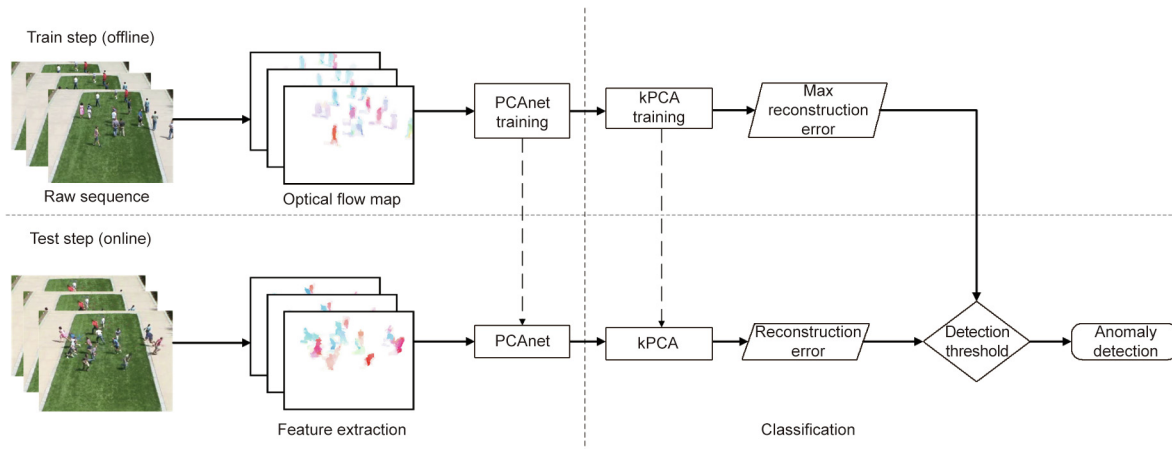 Train step (offline)
PCAnet
training
kPCA
training
Max
reconstruction
error
Raw sequence
Optical flow map
Test step (online)
PCAnet
kPCA
Reconstruction
error
Detection
threshold
Anomaly
detection
Feature extraction
Classification